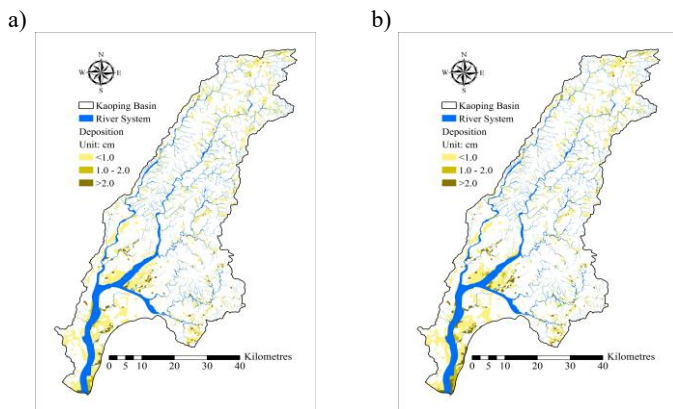 a)
b)
N
W E
S
Kaoping Basin
River System
Deposition
Unit: cm
<1.0
1.0 - 2.0
>2.0
Kilometres
0 5 10 20 30 40
N
W E
S
Kaoping Basin
River System
Deposition
Unit: cm
<1.0
1.0 - 2.0
>2.0
Kilometres
0 5 10 20 30 40